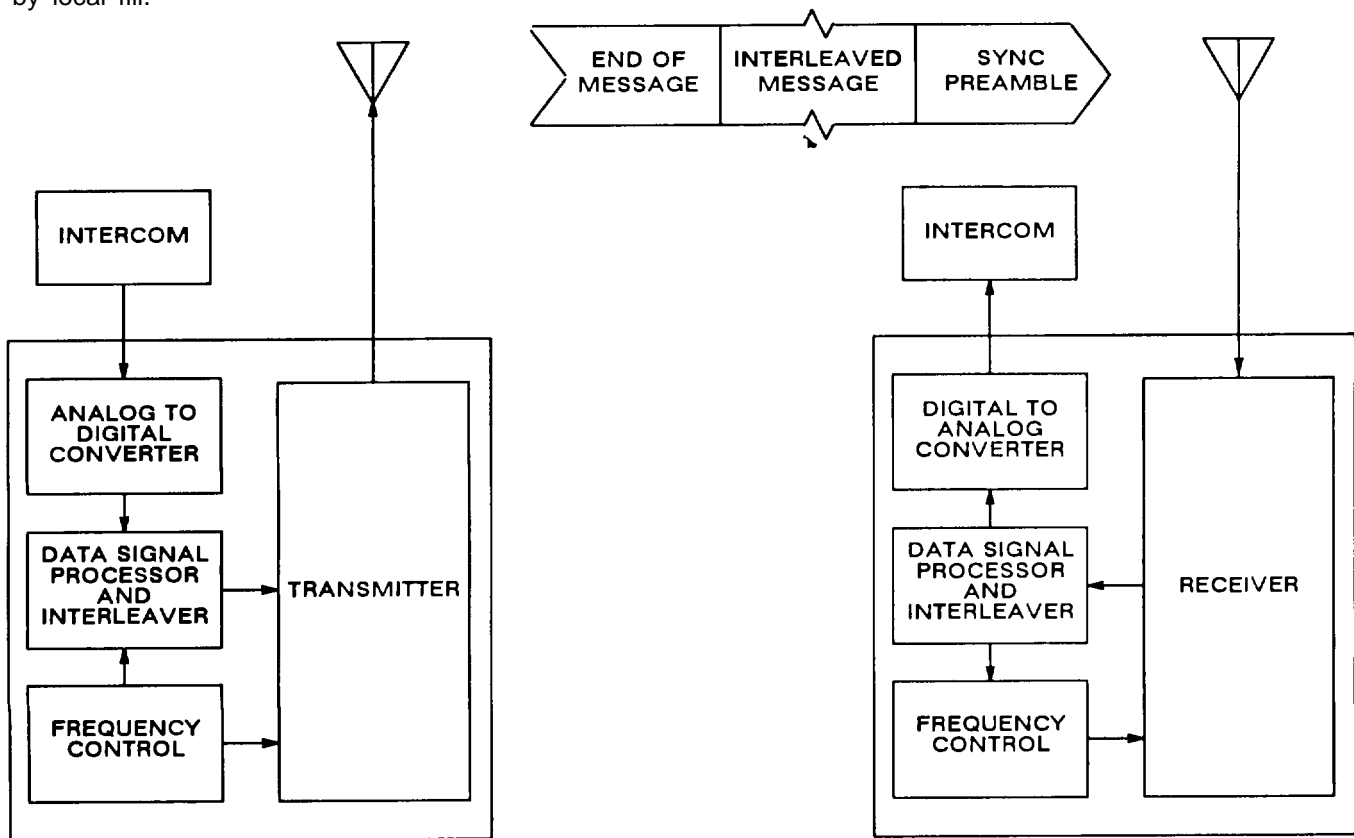 by local fill.
END OF
MESSAGE
INTERLEAVED
MESSAGE
SYNC
PREAMBLE
INTERCOM
ANALOG TO
DIGITAL
CONVERTER
DATA SIGNAL
PROCESSOR
AND
INTERLEAVER
FREQUENCY
CONTROL
TRANSMITTER
INTERCOM
DIGITAL TO
ANALOG
CONVERTER
DATA SIGNAL
PROCESSOR
AND
INTERLEAVER
FREQUENCY
CONTROL
RECEIVER